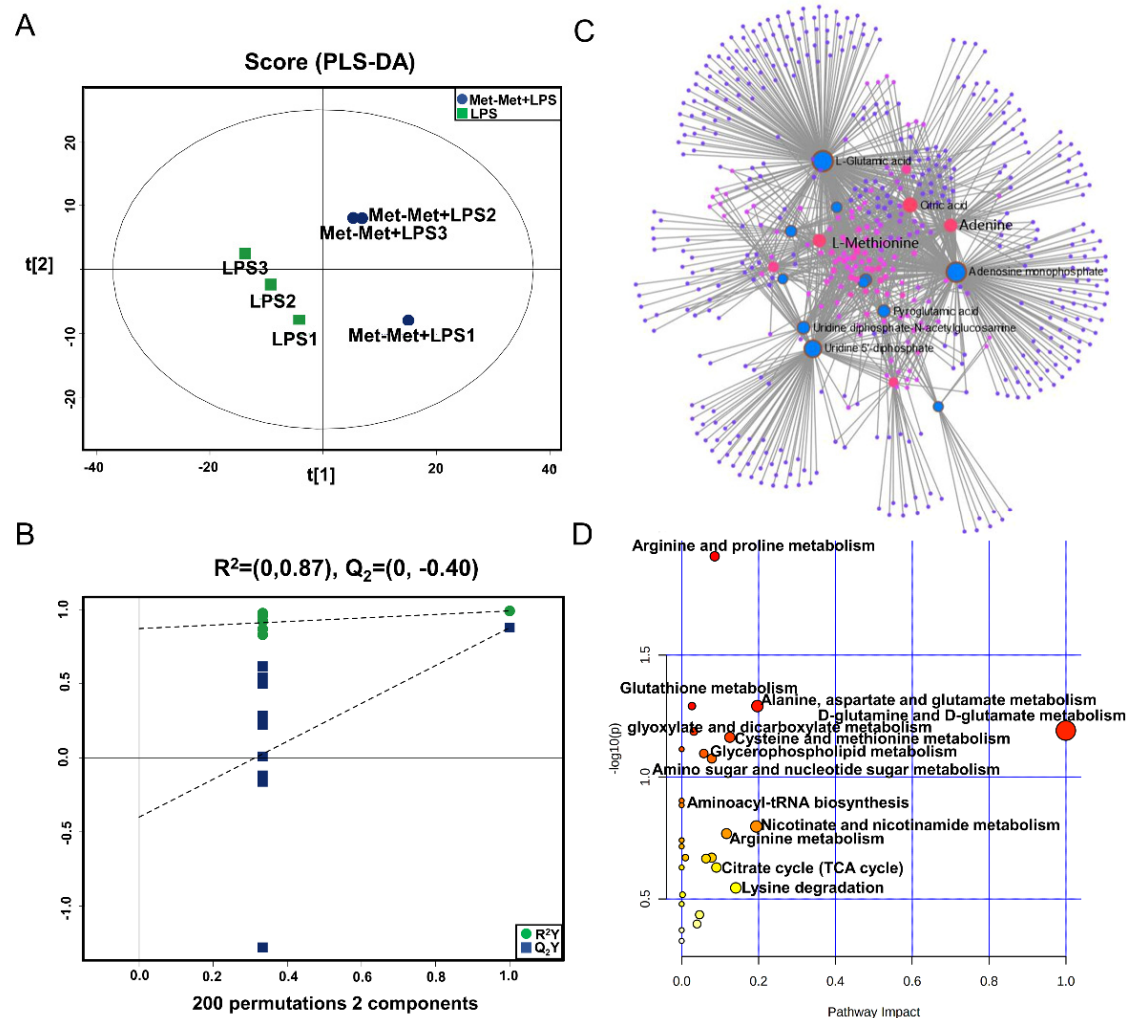 A
Score (PLS-DA)
Met-Met+LPS
LPS
20
10
0
-10
-20
t[2]
Met-Met+LPS2
Met-Met+LPS3
LPS3
LPS2
LPS1
Met-Met+LPS1
-40
-20
0
20
40
t[1]
B
R²=(0,0.87), Q₂=(0, -0.40)
1.0
0.5
0.0
-0.5
-1.0
R²Y
Q₂Y
0.0
0.2
0.4
0.6
0.8
1.0
200 permutations 2 components
C
L-Glutamic acid
Citric acid
Adenine
L-Methionine
Adenosine monophosphate
Pyroglutamic acid
Uridine diphosphate-N-acetylglucosamine
Uridine 5'-diphosphate
D
Arginine and proline metabolism
1.5
Glutathione metabolism
Alanine, aspartate and glutamate metabolism
D-glutamine and D-glutamate metabolism
glyoxylate and dicarboxylate metabolism
Cysteine and methionine metabolism
Glycerophospholipid metabolism
Amino sugar and nucleotide sugar metabolism
-log10(p)
1.0
Aminoacyl-tRNA biosynthesis
Nicotinate and nicotinamide metabolism
Arginine metabolism
Citrate cycle (TCA cycle)
Lysine degradation
0.5
0.0
0.2
0.4
0.6
0.8
1.0
Pathway Impact